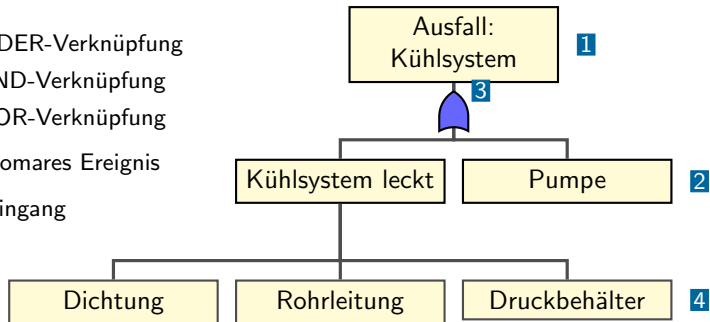 DER-Verknüpfung
ND-Verknüpfung
OR-Verknüpfung
omares Ereignis
ingang
Ausfall:
Kühlsystem
1
3
Kühlsystem leckt
Pumpe
2
Dichtung
Rohrleitung
Druckbehälter
4